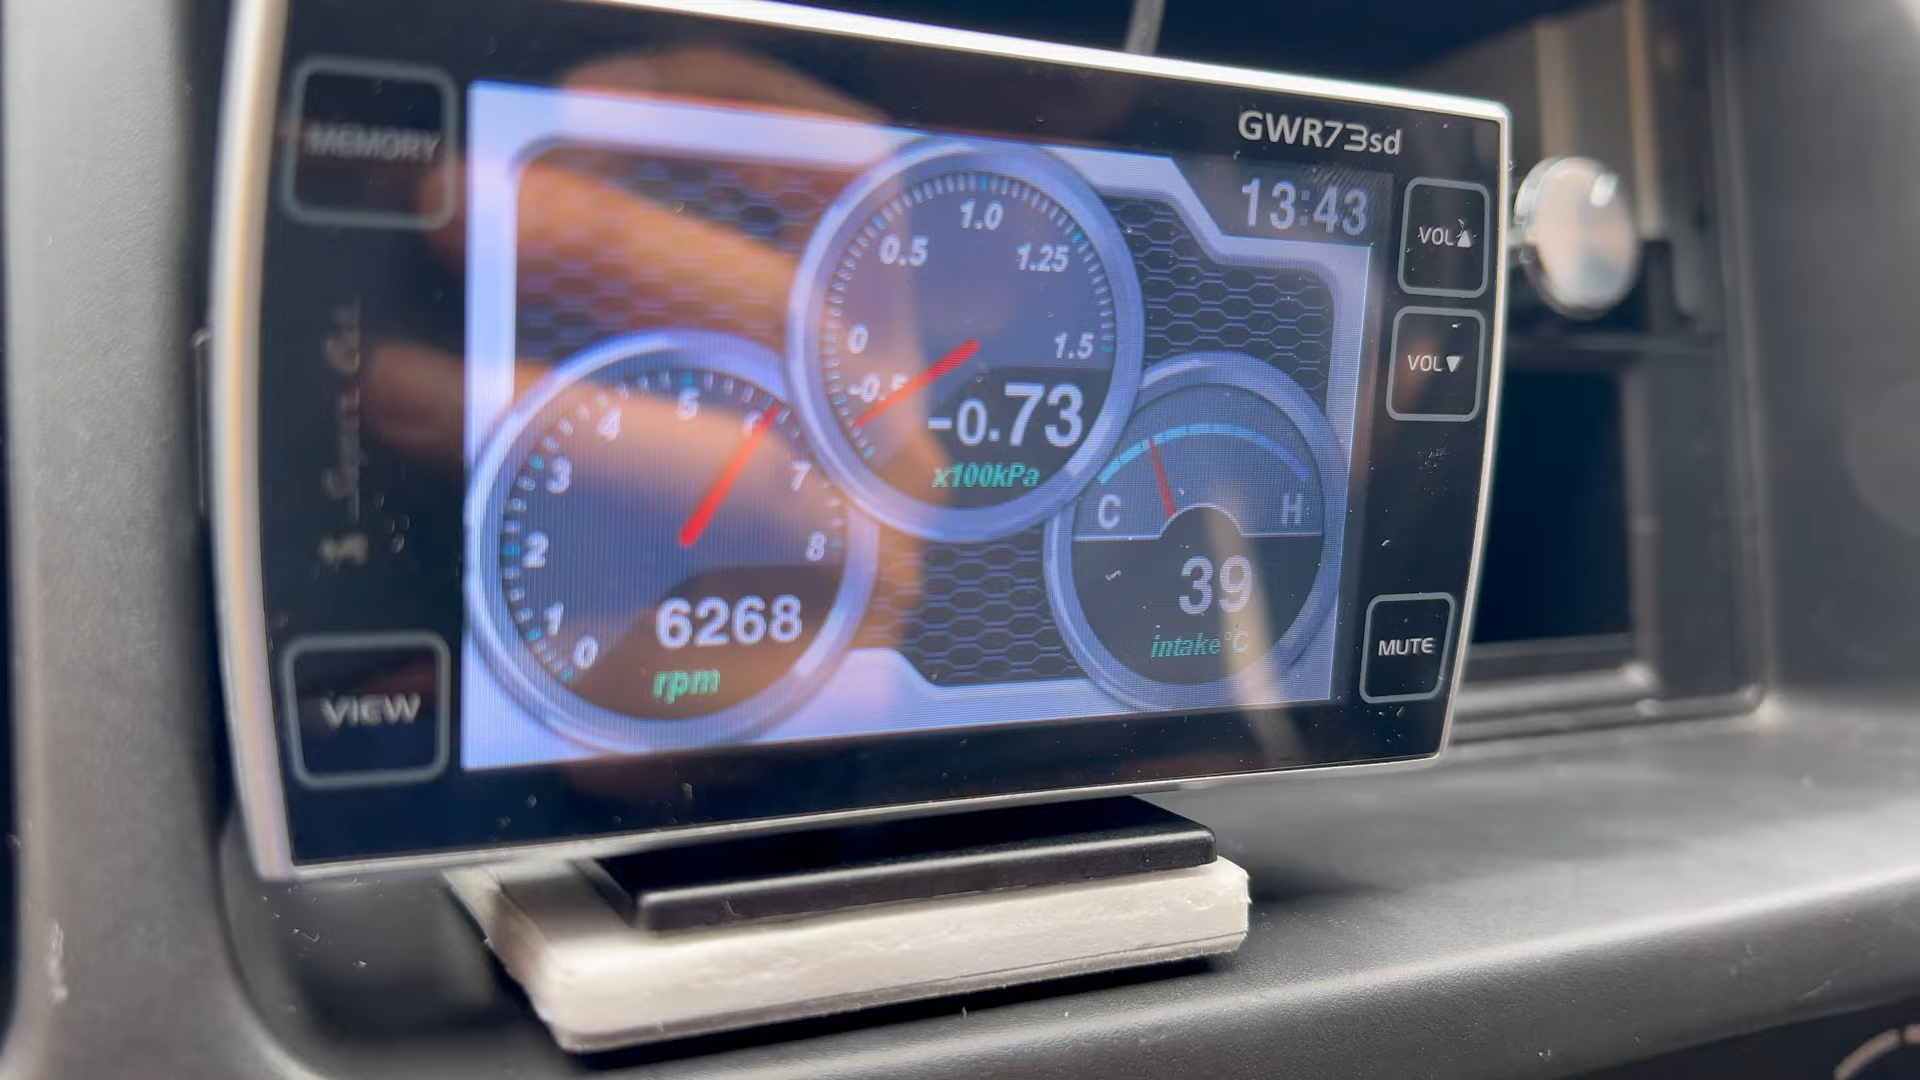 MEMORY
GWR73sd
13:43
VOL▲
VOL▼
1.0
0.5
1.25
0
1.5
-0.5
-0.73
x100kPa
5
4
6
3
7
2
8
1
0
6268
rpm
C
H
39
intake°C
MUTE
VIEW